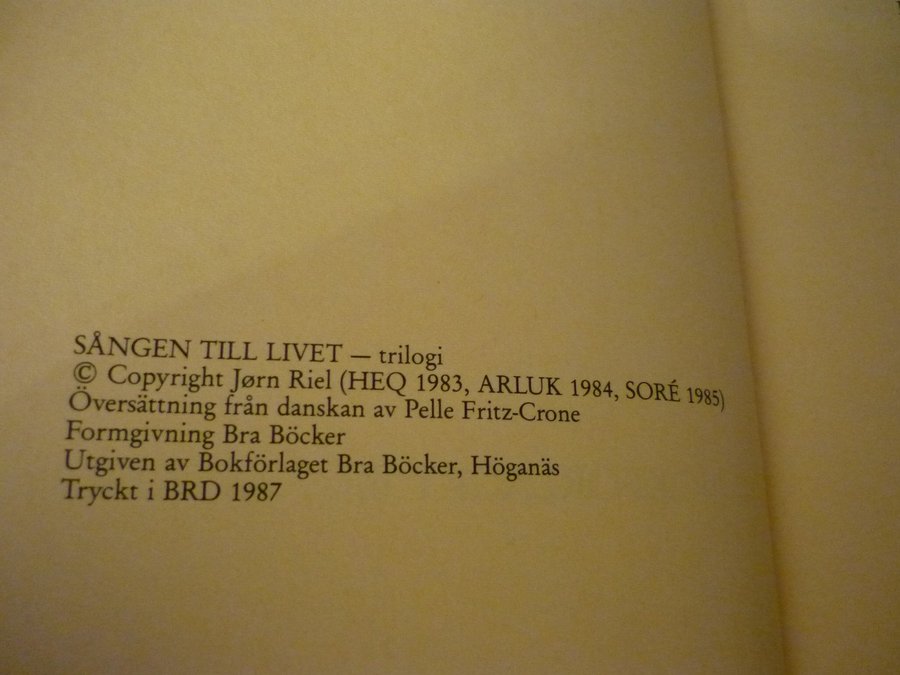 SÅNGEN TILL LIVET — trilogi
© Copyright Jørn Riel (HEQ 1983, ARLUK 1984, SORÉ 1985)
Översättning från danskan av Pelle Fritz-Crone
Formgivning Bra Böcker
Utgiven av Bokförlaget Bra Böcker, Höganäs
Tryckt i BRD 1987